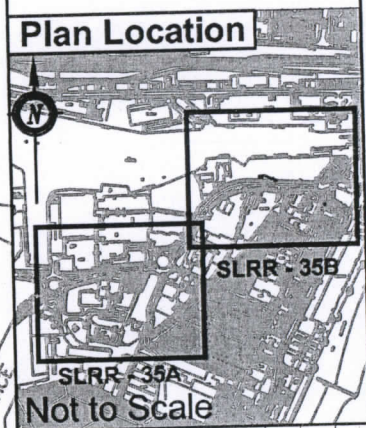 Plan Location
N
SLRR - 35B
SLRR - 35A
Not to Scale